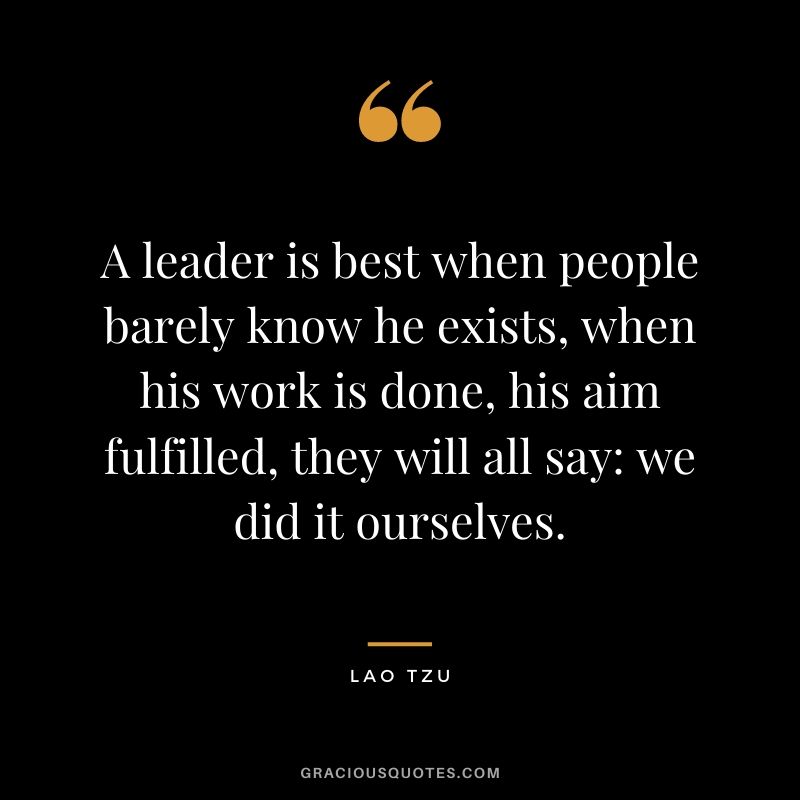 “
A leader is best when people
barely know he exists, when
his work is done, his aim
fulfilled, they will all say: we
did it ourselves.
LAO TZU
GRACIOUSQUOTES.COM